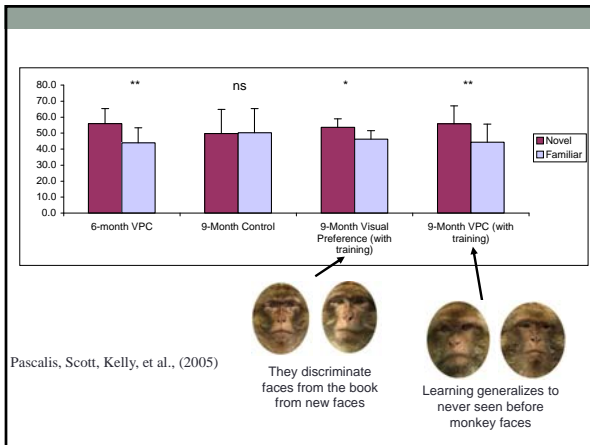 80.0
70.0
60.0
50.0
40.0
30.0
20.0
10.0
0.0
** ns * **
Novel
Familiar
6-month VPC
9-Month Control
9-Month Visual
Preference (with
training)
9-Month VPC (with
training)
Pascalis, Scott, Kelly, et al., (2005)
They discriminate
faces from the book
from new faces
Learning generalizes to
never seen before
monkey faces